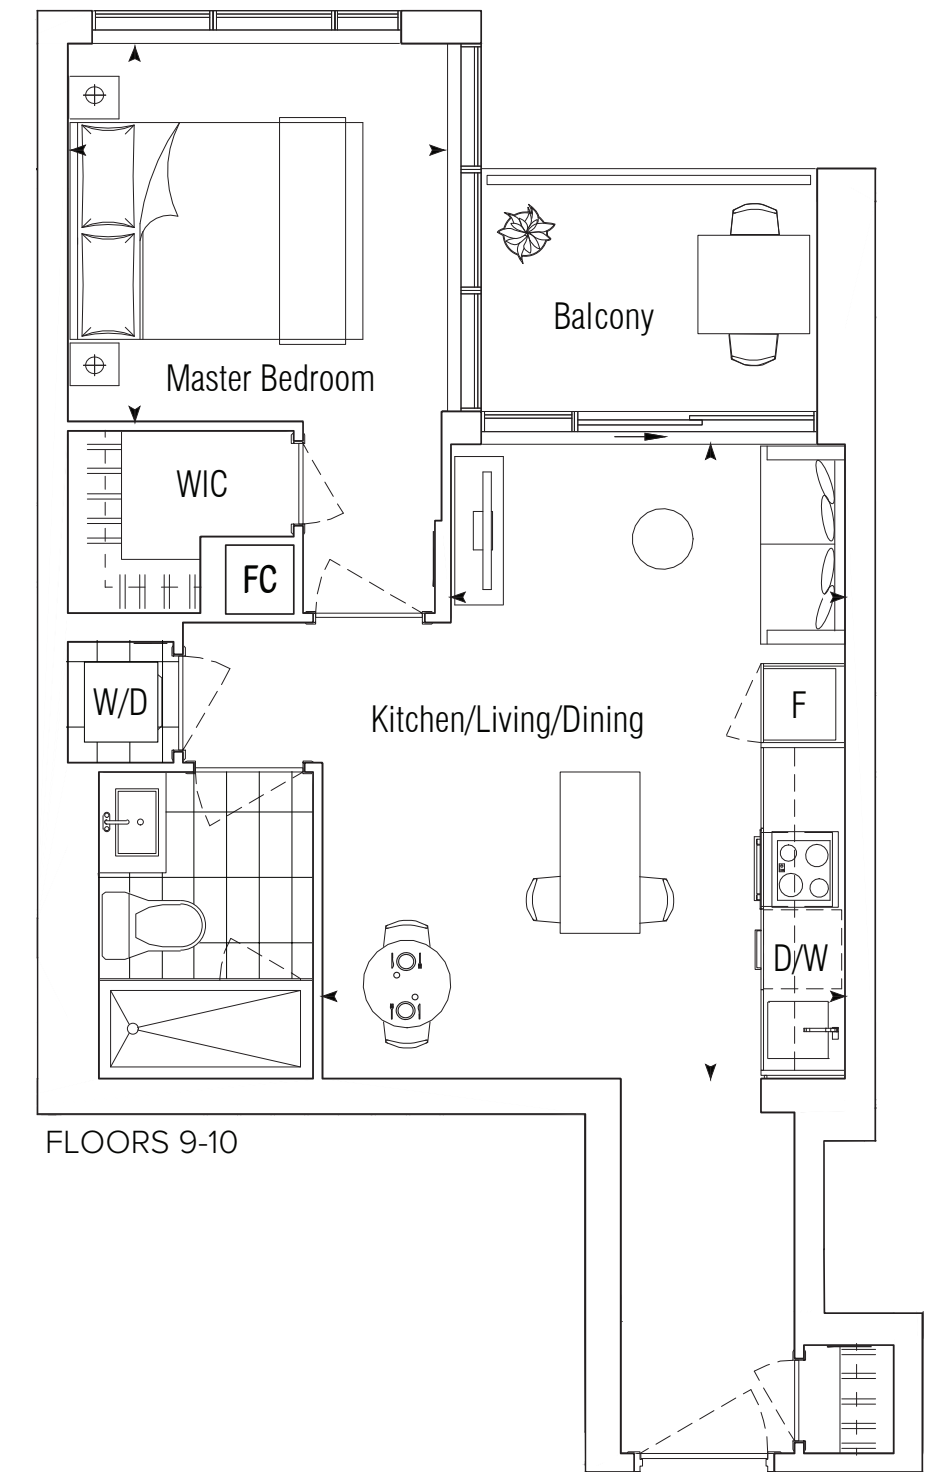 Balcony
Master Bedroom
WIC
FC
W/D
Kitchen/Living/Dining
F
D/W
FLOORS 9-10